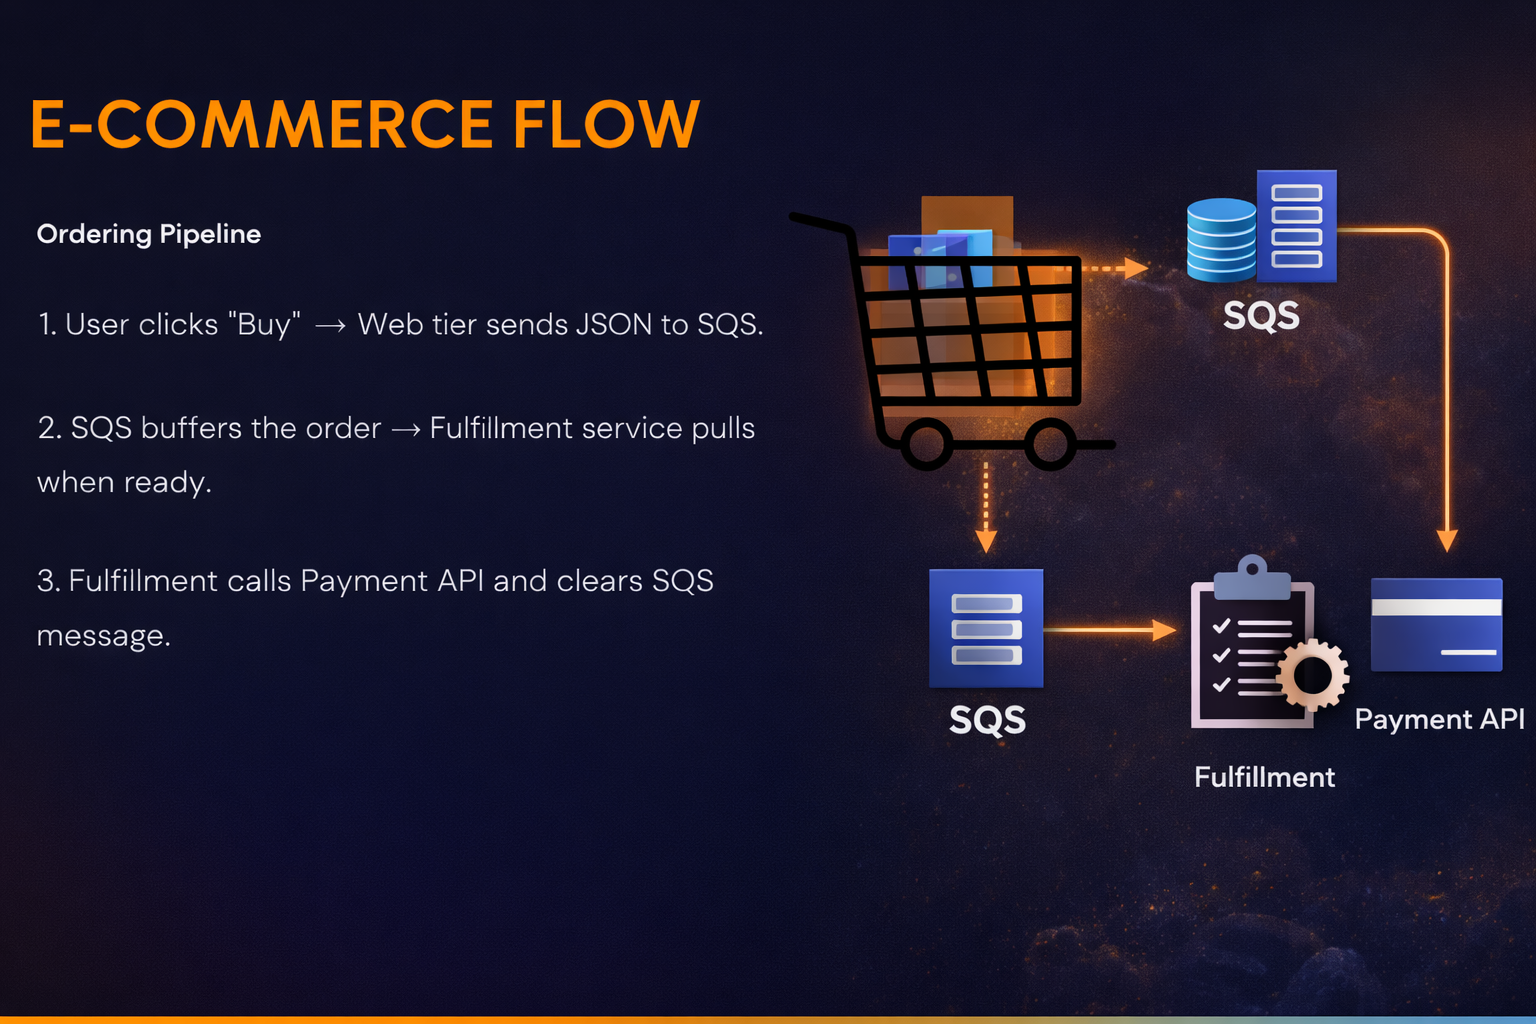 E-COMMERCE FLOW
Ordering Pipeline
1. User clicks "Buy" → Web tier sends JSON to SQS.
2. SQS buffers the order → Fulfillment service pulls
when ready.
3. Fulfillment calls Payment API and clears SQS
message.
SQS
SQS
Payment API
Fulfillment